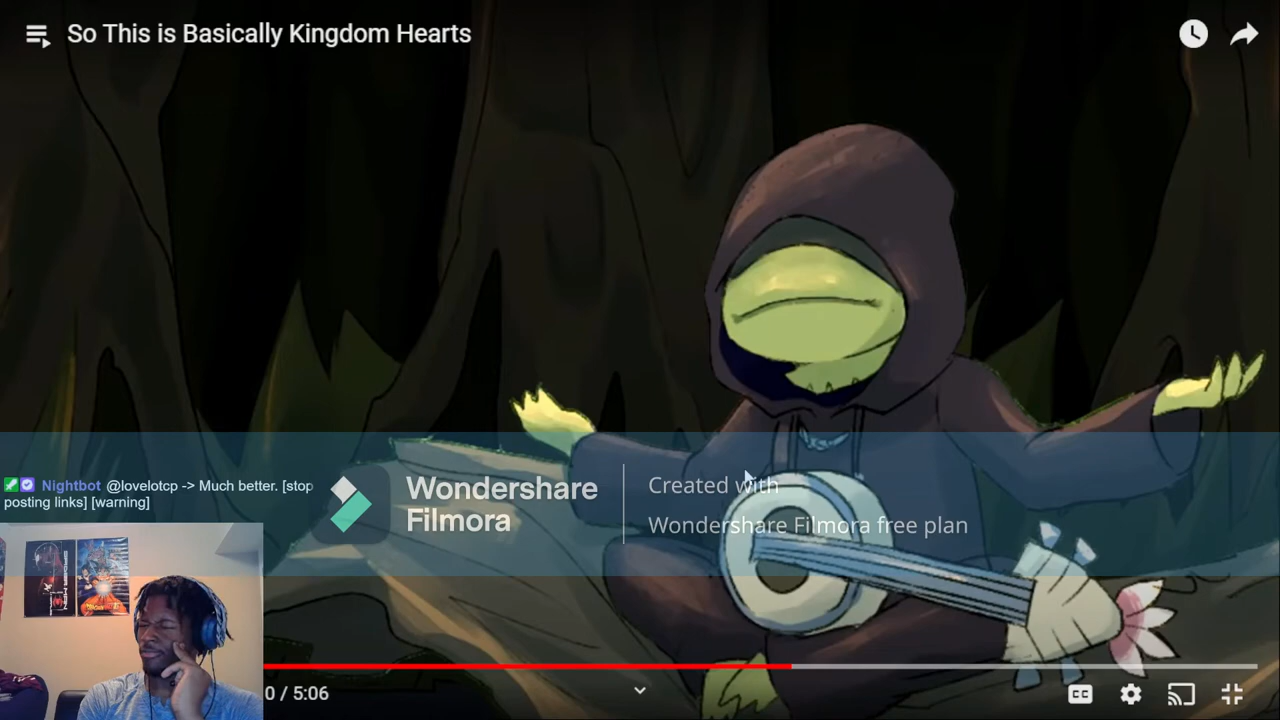 So This is Basically Kingdom Hearts
Nightbot @lovelotcp -> Much better. [stop
posting links] [warning]
Wondershare
Filmora
Created with
Wondershare Filmora free plan
0 / 5:06
CC